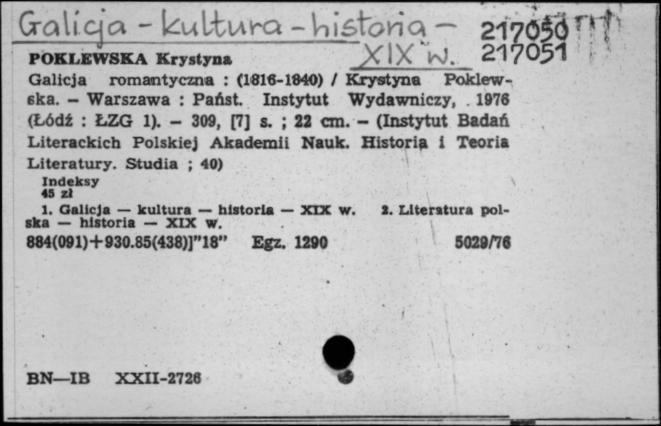 Galicja - kultura - historia - 217050
XIX w. 217051
POKLEWSKA Krystyna
Galicja romantyczna : (1816-1840) / Krystyna Poklew-
ska. — Warszawa : Państ. Instytut Wydawniczy, 1976
(Łódź : ŁZG 1). — 309, [7] s. ; 22 cm. — (Instytut Badań
Literackich Polskiej Akademii Nauk. Historia i Teoria
Literatury. Studia ; 40)
Indeksy
45 zł
1. Galicja — kultura — historia — XIX w. 2. Literatura pol-
ska — historia — XIX w.
884(091)+930.85(438)]"18" Egz. 1290 5029/76
BN—IB XXII-2726